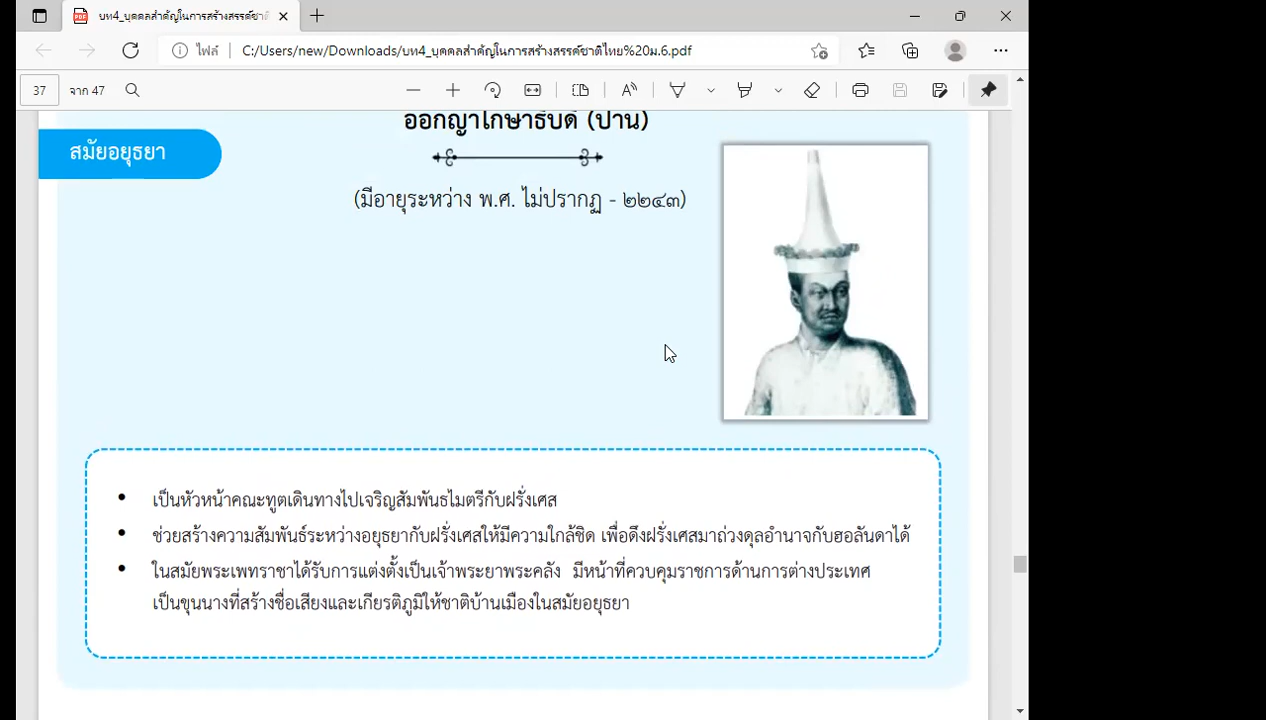 บท4_บุคคลสำคัญในการสร้างสรรค์ชาติ
ไฟล์
C:/Users/new/Downloads/บท4_บุคคลสำคัญในการสร้างสรรค์ชาติไทย%20ม.6.pdf
37 จาก 47
ออกญาโกษาธิบดี (ปาน)
สมัยอยุธยา
(มีอายุระหว่าง พ.ศ. ไม่ปรากฏ - ๒๒๔๓)
• เป็นหัวหน้าคณะทูตเดินทางไปเจริญสัมพันธไมตรีกับฝรั่งเศส
• ช่วยสร้างความสัมพันธ์ระหว่างอยุธยากับฝรั่งเศสให้มีความใกล้ชิด เพื่อดึงฝรั่งเศสมาถ่วงดุลอำนาจกับฮอลันดาได้
• ในสมัยพระเพทราชาได้รับการแต่งตั้งเป็นเจ้าพระยาพระคลัง มีหน้าที่ควบคุมราชการด้านการต่างประเทศ
เป็นขุนนางที่สร้างชื่อเสียงและเกียรติภูมิให้ชาติบ้านเมืองในสมัยอยุธยา